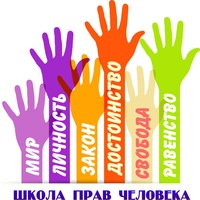 МИР
ЛИЧНОСТЬ
ЗАКОН
ДОСТОИНСТВО
СВОБОДА
РАВЕНСТВО
ШКОЛА ПРАВ ЧЕЛОВЕКА